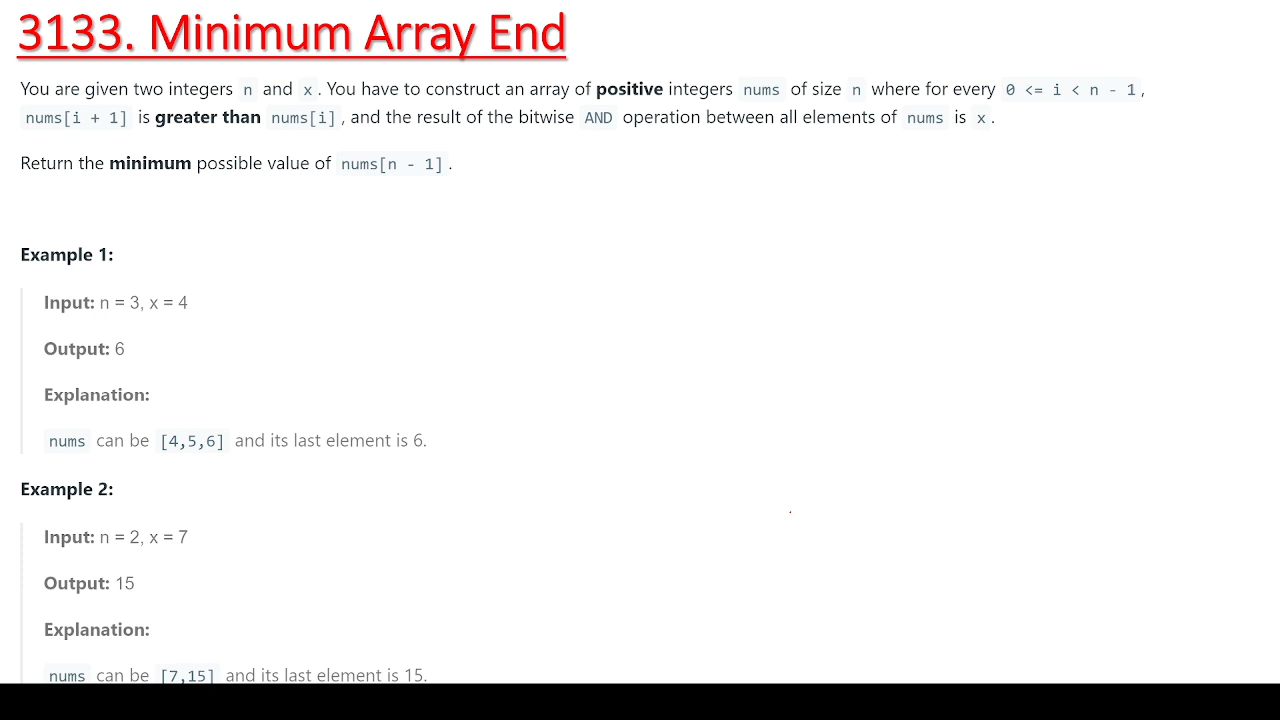 3133. Minimum Array End
You are given two integers n and x. You have to construct an array of positive integers nums of size n where for every 0 <= i < n - 1,
nums[i + 1] is greater than nums[i], and the result of the bitwise AND operation between all elements of nums is x.
Return the minimum possible value of nums[n - 1].
Example 1:
Input: n = 3, x = 4
Output: 6
Explanation:
nums can be [4,5,6] and its last element is 6.
Example 2:
Input: n = 2, x = 7
Output: 15
Explanation:
nums can be [7,15] and its last element is 15.